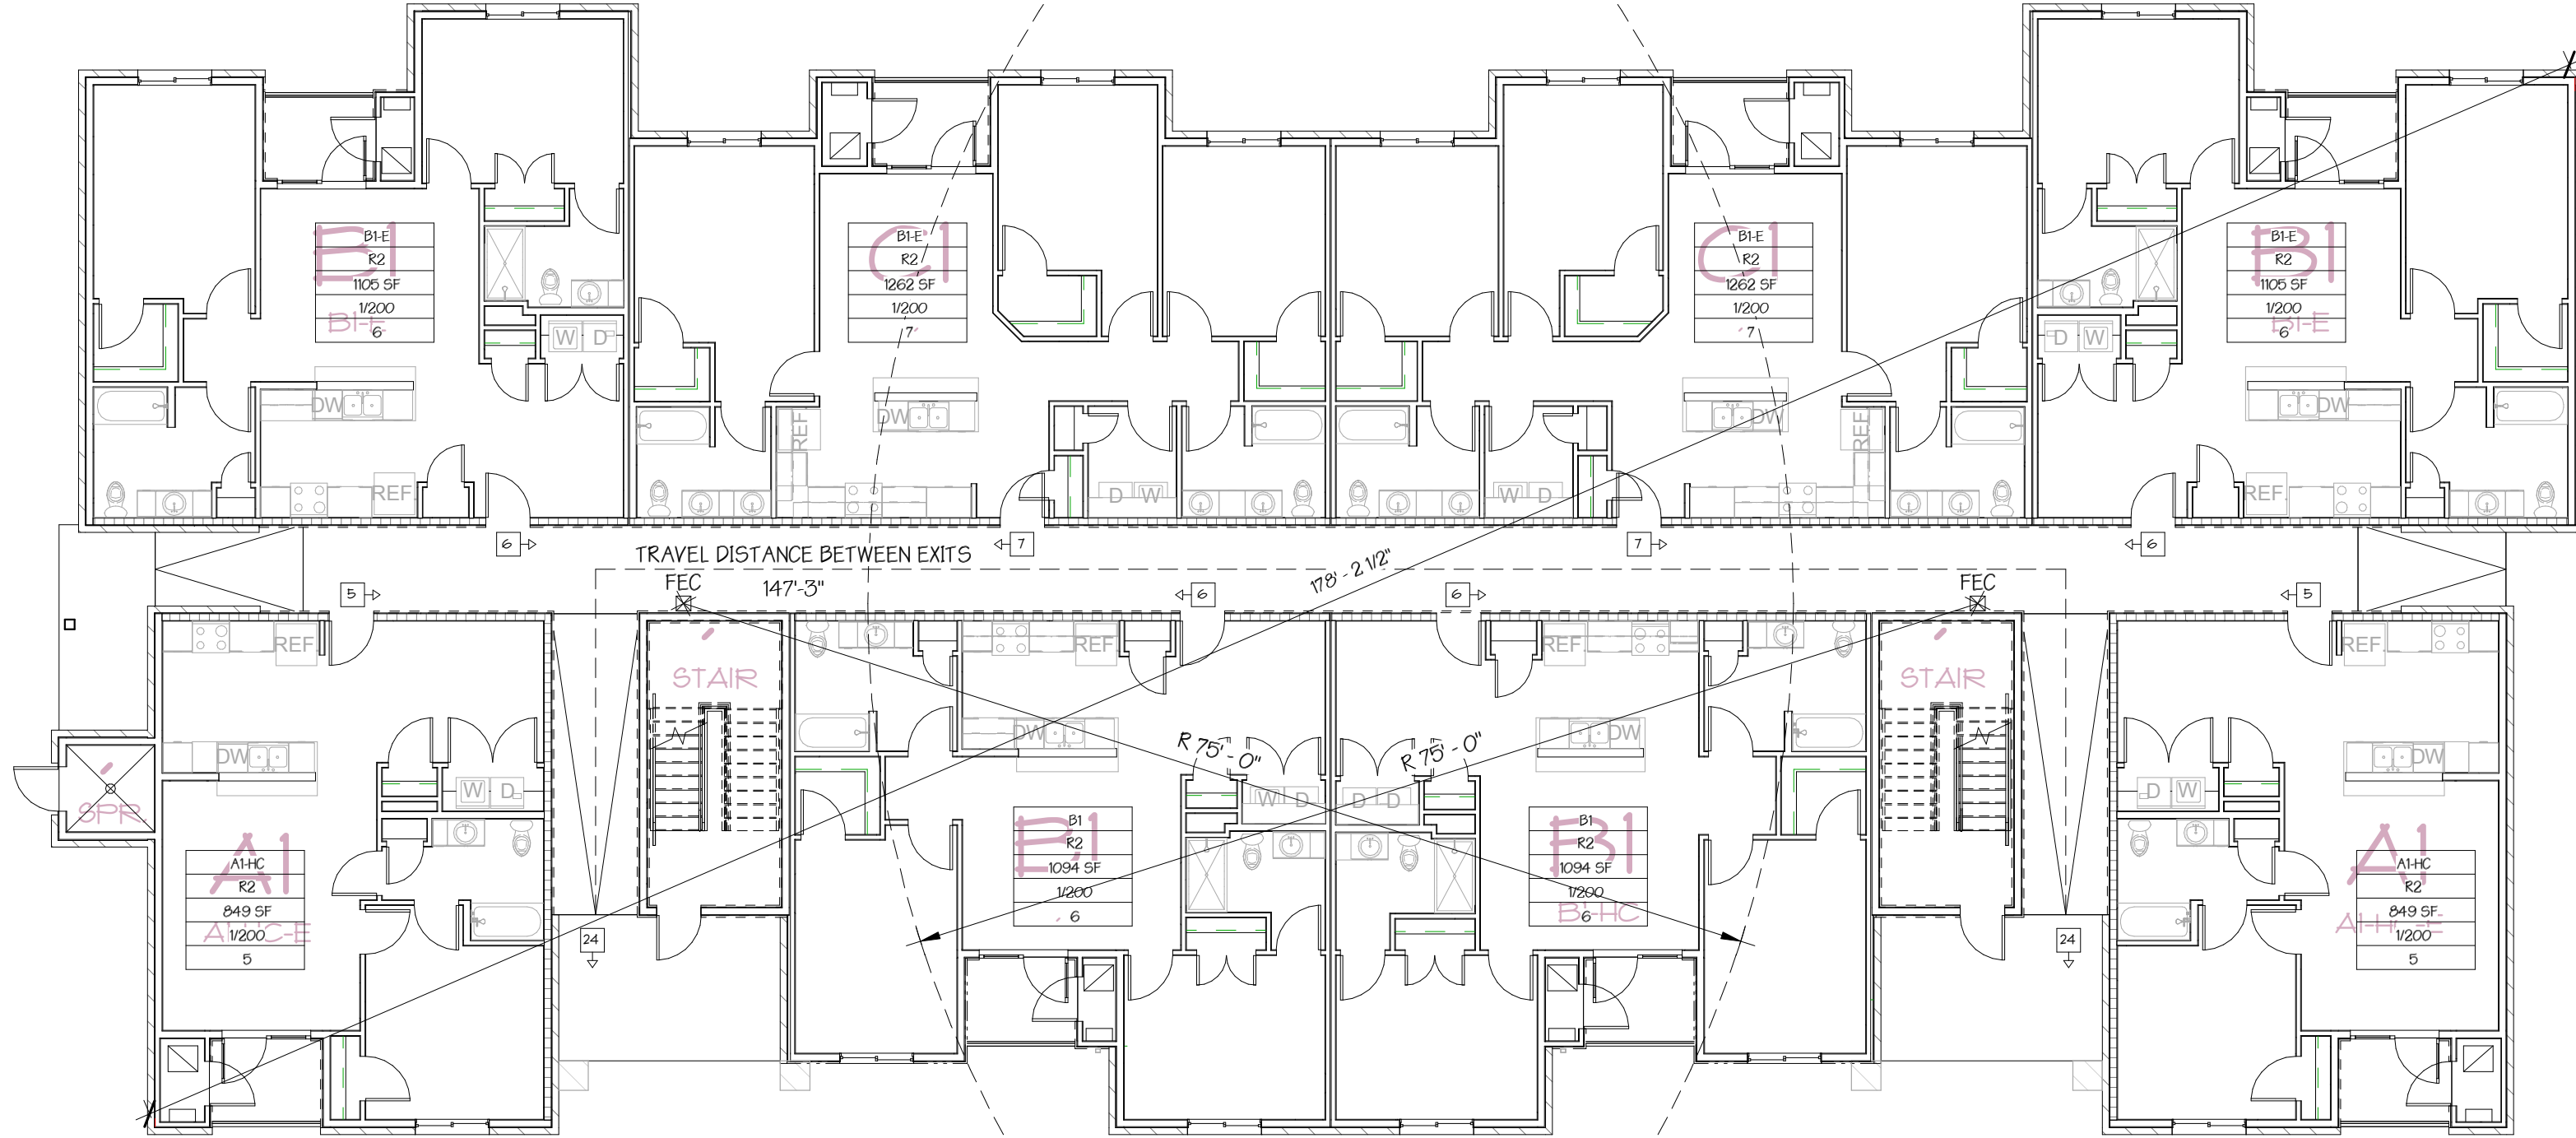 B1
B1-E
R2
1105 SF
1/200
B1-E
6
W D
DW
REF.
C1
B1-E
R2
1262 SF
1/200
7
DW
REF
D W
C1
B1-E
R2
1262 SF
1/200
7
DW
REF
W D
B1
B1-E
R2
1105 SF
1/200
B1-E
6
D W
DW
REF.
6
7
7
6
TRAVEL DISTANCE BETWEEN EXITS
147'-3"
178' - 2 1/2"
FEC
FEC
5
6
6
5
REF.
STAIR
REF.
REF.
STAIR
REF.
DW
DW
DW
DW
R 75' - 0"
R 75' - 0"
SPR.
W D
W D
D D
D W
A1
A1-HC
R2
849 SF
1/200
5
24
B1
B1
R2
1094 SF
1/200
6
B1
B1
R2
1094 SF
1/200
B1-HC
6
24
A1
A1-HC
R2
849 SF
1/200
5